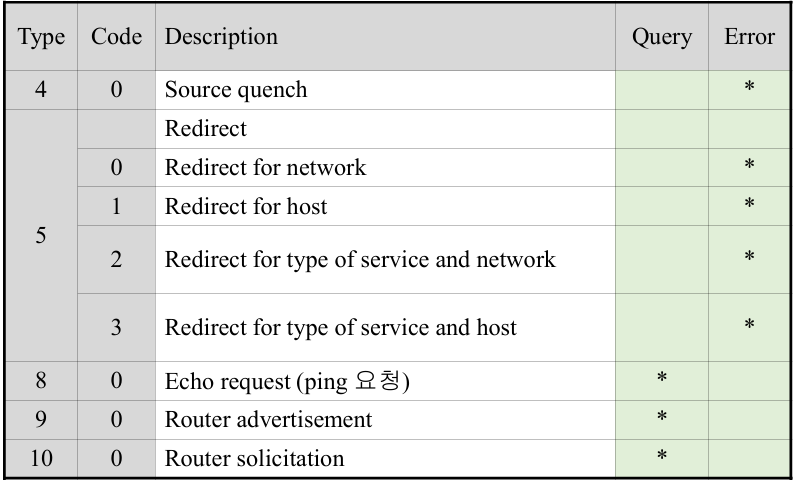 Type Code Description Query Error
4 0 Source quench *
Redirect
0 Redirect for network *
1 Redirect for host *
5
2 Redirect for type of service and network *
3 Redirect for type of service and host *
8 0 Echo request (ping 요청) *
9 0 Router advertisement *
10 0 Router solicitation *